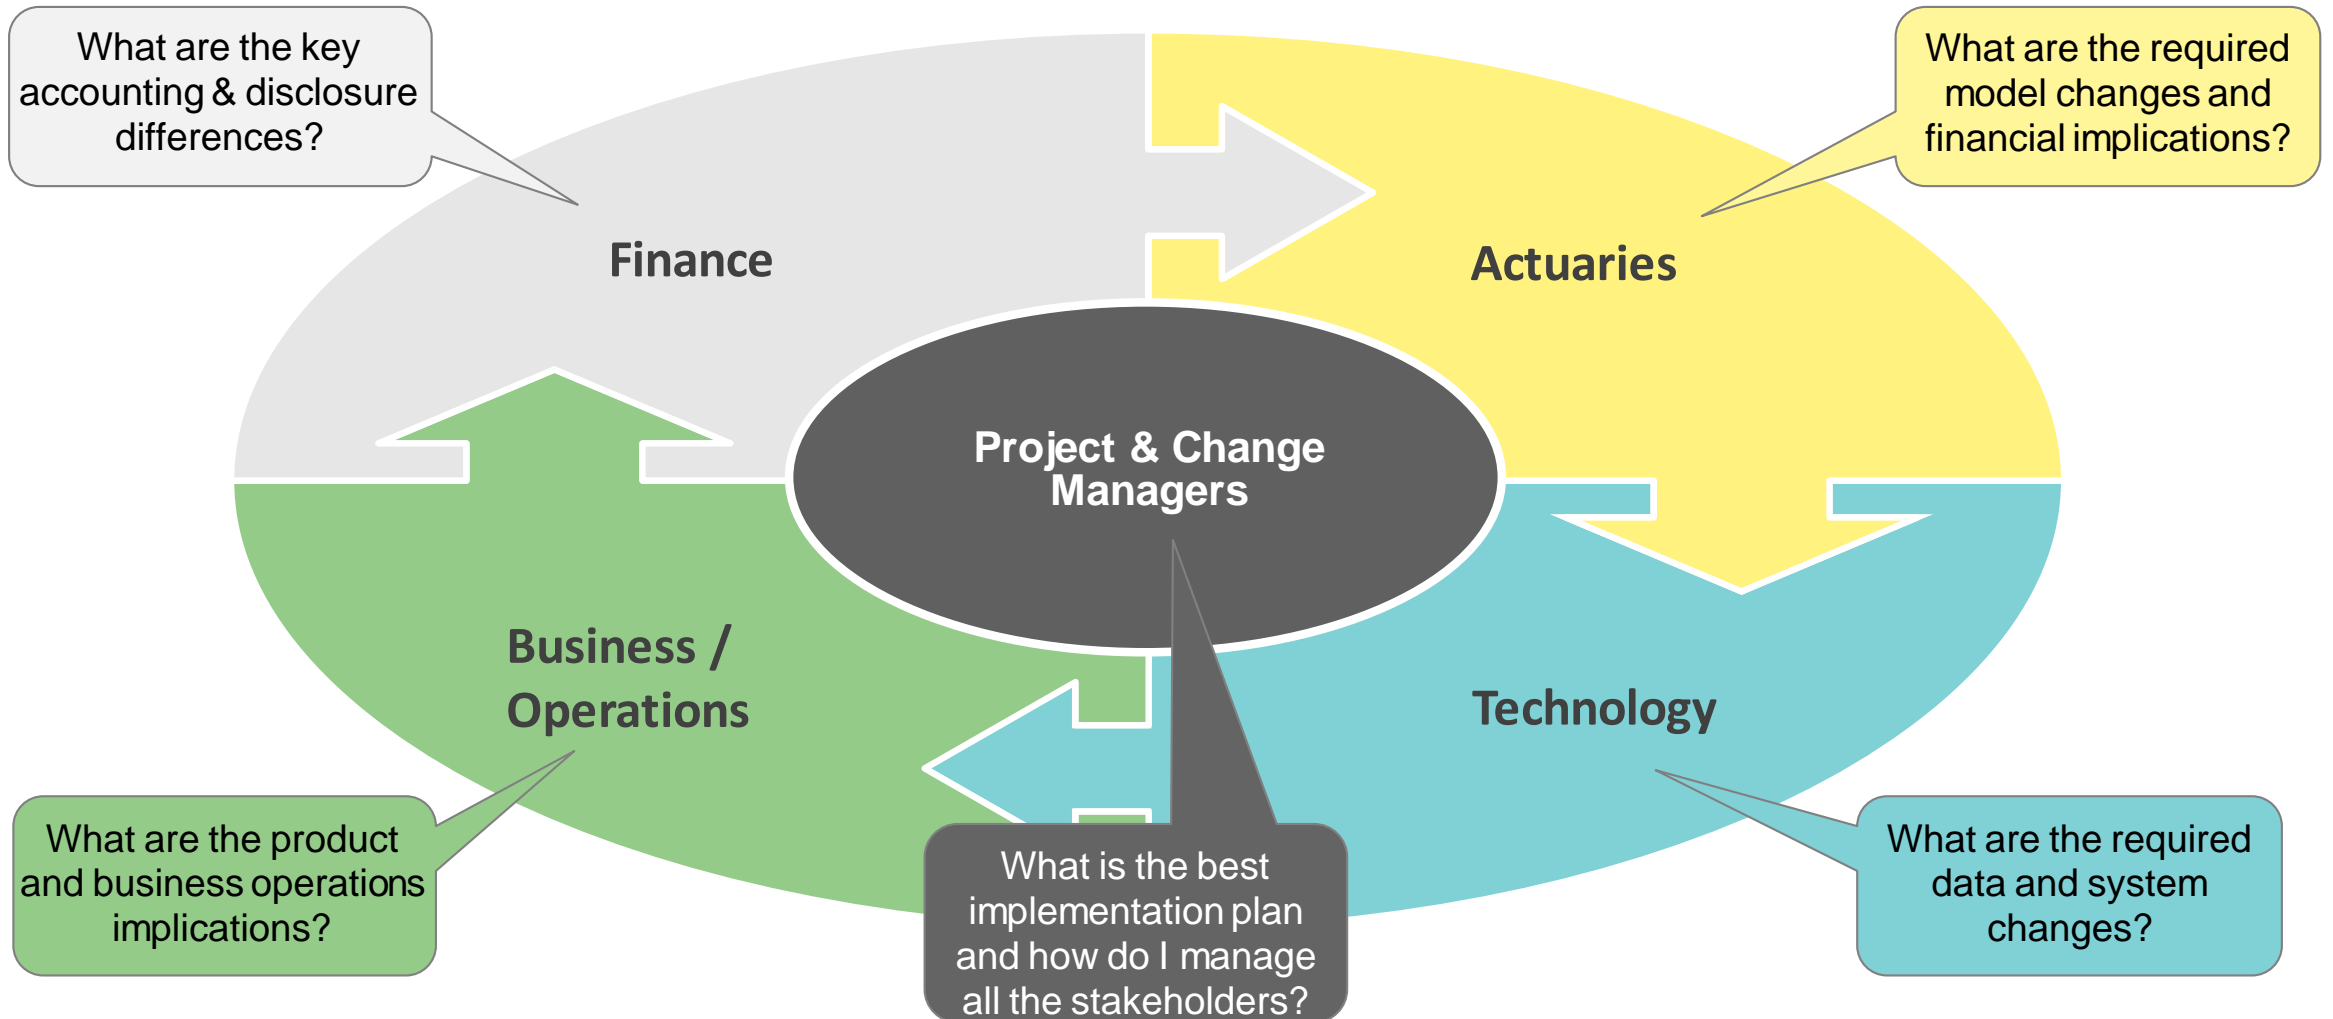 What are the key
accounting & disclosure
differences?
What are the required
model changes and
financial implications?
Finance
Actuaries
Project & Change
Managers
Business /
Operations
Technology
What are the product
and business operations
implications?
What is the best
implementation plan
and how do I manage
all the stakeholders?
What are the required
data and system
changes?